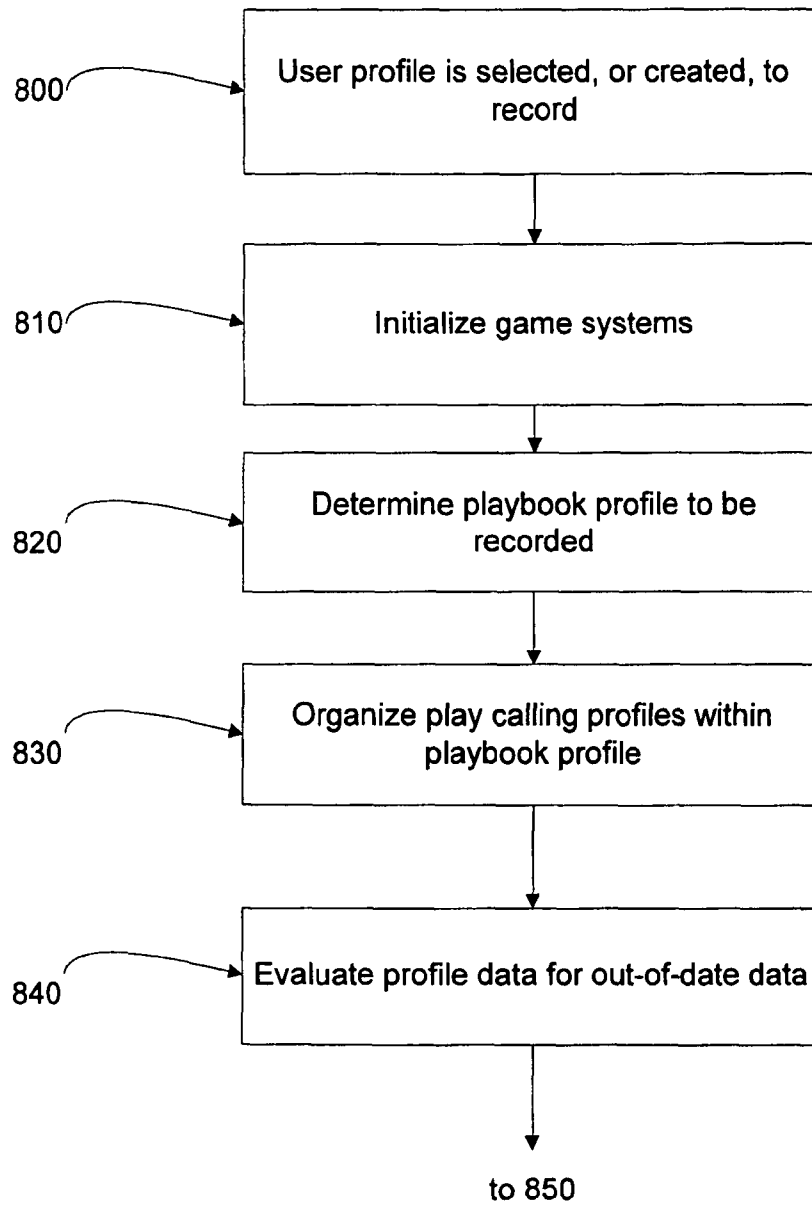 800
User profile is selected, or created, to
record
810
Initialize game systems
820
Determine playbook profile to be
recorded
830
Organize play calling profiles within
playbook profile
840
Evaluate profile data for out-of-date data
to 850